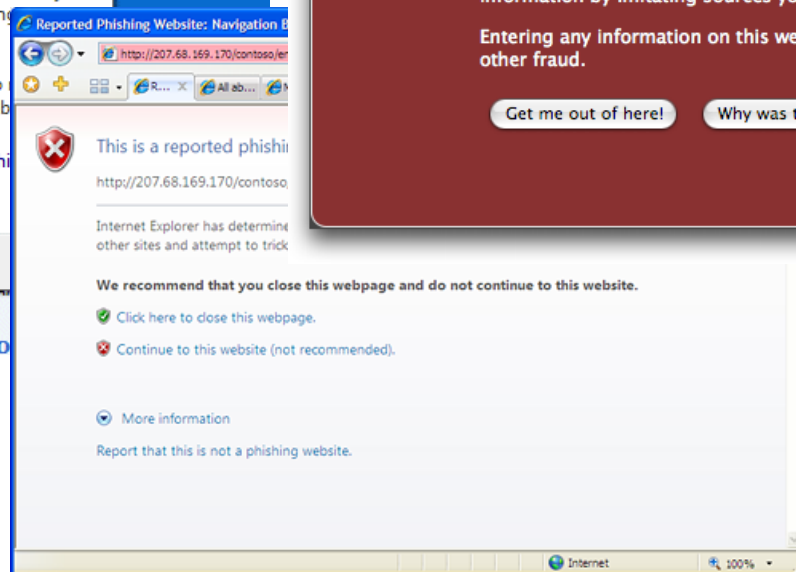 information by imitating sources yo
Entering any information on this we
other fraud.
Get me out of here!
Why was t
Reported Phishing Website: Navigation B
http://207.68.169.170/contoso/en
R...
All ab...
This is a reported phishi
http://207.68.169.170/contoso
Internet Explorer has determine
other sites and attempt to trick
We recommend that you close this webpage and do not continue to this website.
Click here to close this webpage.
Continue to this website (not recommended).
More information
Report that this is not a phishing website.
Internet
100%